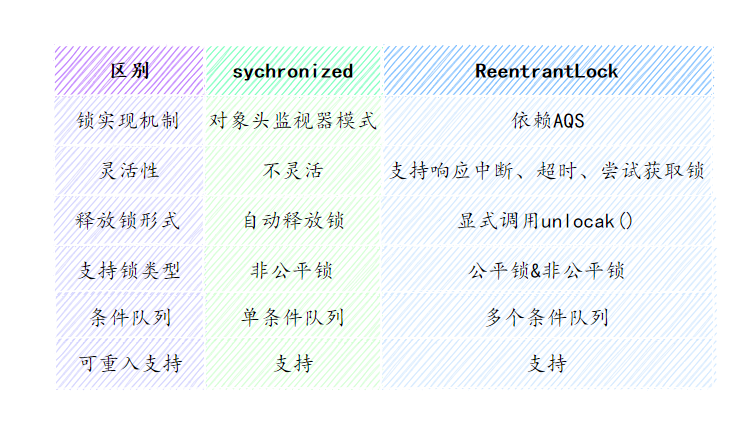 区别 sychronized ReentrantLock
锁实现机制 对象头监视器模式 依赖AQS
灵活性 不灵活 支持响应中断、超时、尝试获取锁
释放锁形式 自动释放锁 显式调用unlocak()
支持锁类型 非公平锁 公平锁&非公平锁
条件队列 单条件队列 多个条件队列
可重入支持 支持 支持